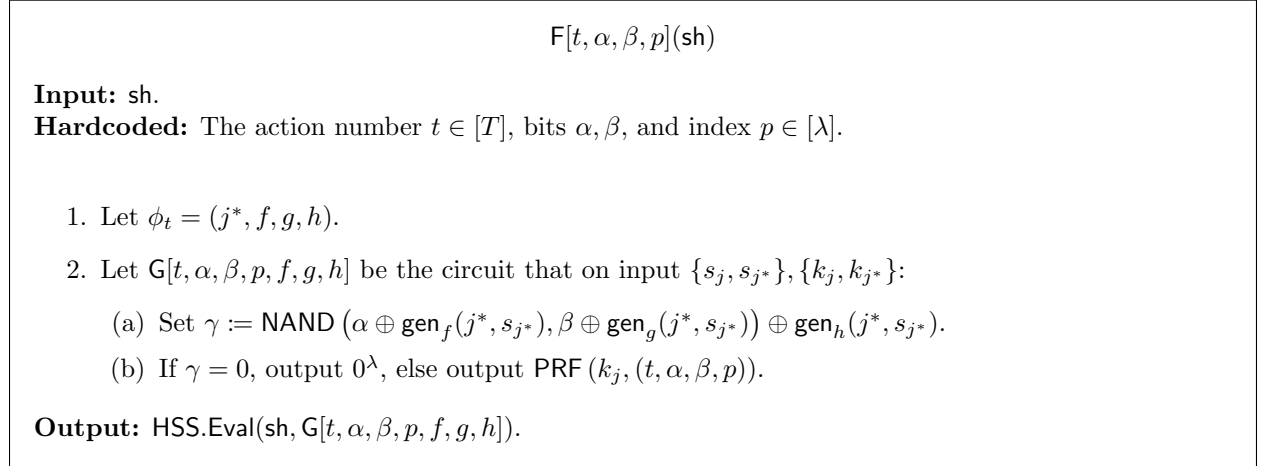 F[t, α, β, p](sh)
Input: sh.
Hardcoded: The action number t ∈ [T], bits α, β, and index p ∈ [λ].
1. Let ϕ_t = (j*, f, g, h).
2. Let G[t, α, β, p, f, g, h] be the circuit that on input {s_j, s_{j*}}, {k_j, k_{j*}}:
(a) Set γ := NAND (α ⊕ gen_f(j*, s_{j*}), β ⊕ gen_g(j*, s_{j*})) ⊕ gen_h(j*, s_{j*}).
(b) If γ = 0, output 0^λ, else output PRF (k_j, (t, α, β, p)).
Output: HSS.Eval(sh, G[t, α, β, p, f, g, h]).